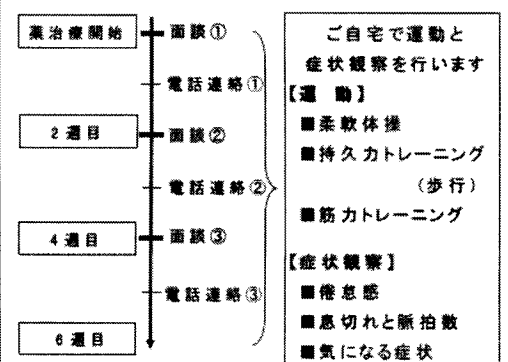 薬治療開始
面談①
電話連絡①
2週目
面談②
電話連絡②
4週目
面談③
電話連絡③
6週目
ご自宅で運動と
症状観察を行います
【運 動】
■柔軟体操
■持久力トレーニング
(歩行)
■筋力トレーニング
【症状観察】
■倦怠感
■息切れと脈拍数
■気になる症状